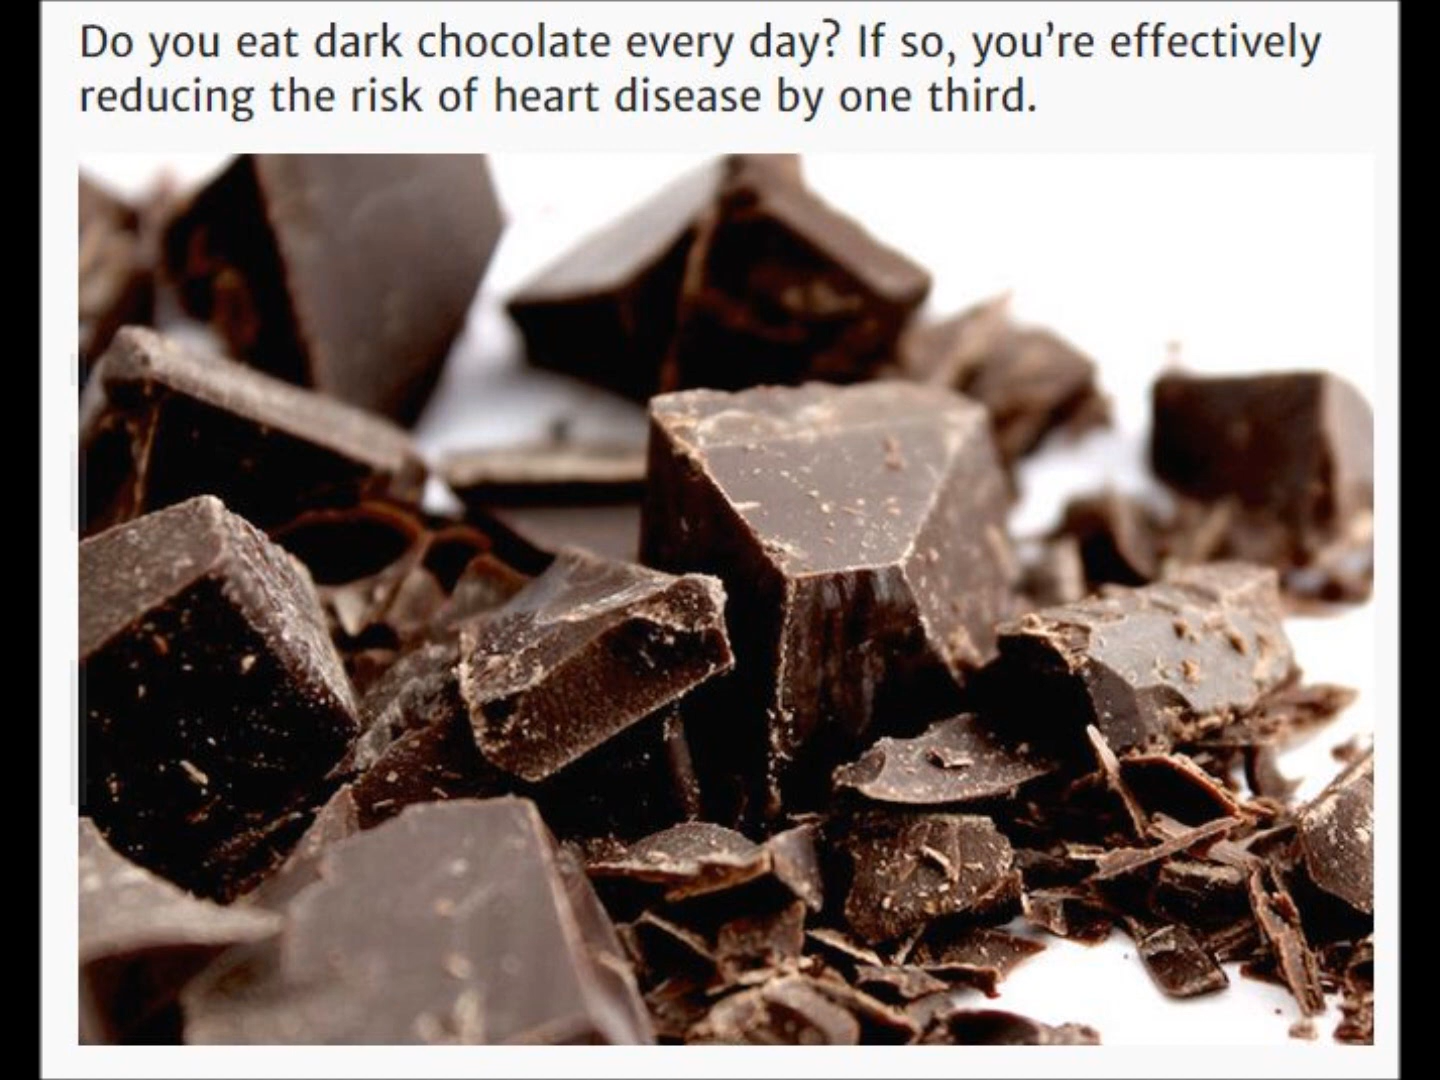 Do you eat dark chocolate every day? If so, you’re effectively
reducing the risk of heart disease by one third.